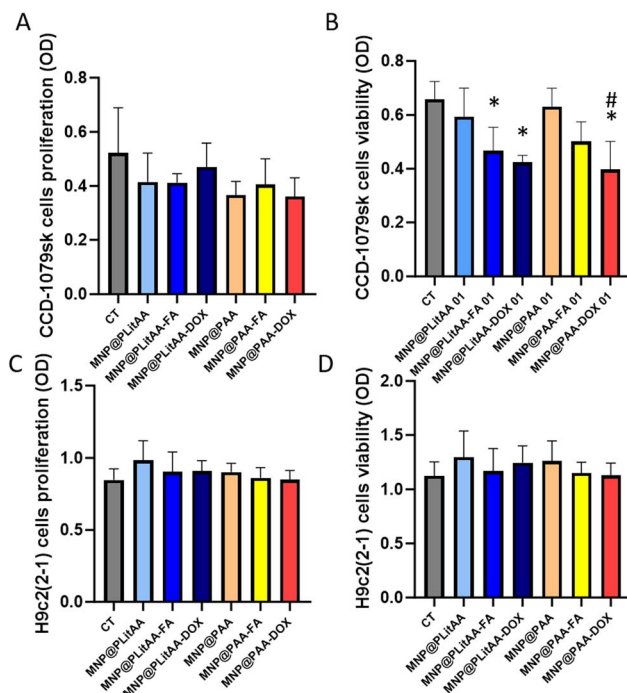 A
CCD-1079sk cells proliferation (OD)
0.8
0.6
0.4
0.2
0.0
CT
MNP@PLitAA
MNP@PLitAA-FA
MNP@PLitAA-DOX
MNP@PAA
MNP@PAA-FA
MNP@PAA-DOX
B
CCD-1079sk cells viability (OD)
0.8
0.6
0.4
0.2
0.0
*
*
#
*
CT
MNP@PLitAA 01
MNP@PLitAA-FA 01
MNP@PLitAA-DOX 01
MNP@PAA 01
MNP@PAA-FA 01
MNP@PAA-DOX 01
C
H9c2(2-1) cells proliferation (OD)
1.5
1.0
0.5
0.0
CT
MNP@PLitAA
MNP@PLitAA-FA
MNP@PLitAA-DOX
MNP@PAA
MNP@PAA-FA
MNP@PAA-DOX
D
H9c2(2-1) cells viability (OD)
2.0
1.5
1.0
0.5
0.0
CT
MNP@PLitAA
MNP@PLitAA-FA
MNP@PLitAA-DOX
MNP@PAA
MNP@PAA-FA
MNP@PAA-DOX